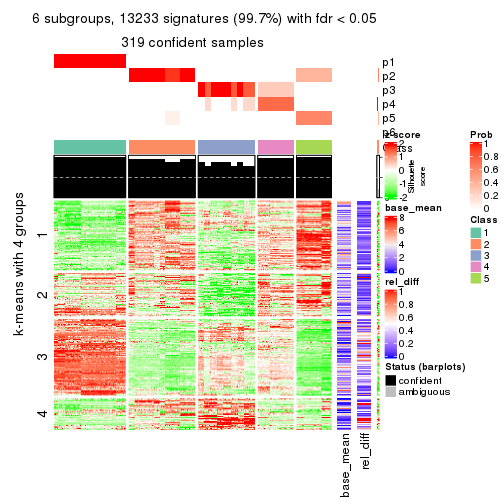 6 subgroups, 13233 signatures (99.7%) with fdr < 0.05
319 confident samples
p1
p2
p3
p4
p5
p6
Class
z-score
2
1
0
-1
-2
Silhouette
score
base_mean
8
6
4
2
0
rel_diff
1
0.8
0.6
0.4
0.2
0
Status (barplots)
confident
ambiguous
Prob
1
0.8
0.6
0.4
0.2
0
Class
1
2
3
4
5
k-means with 4 groups
1
2
3
4
base_mean
rel_diff